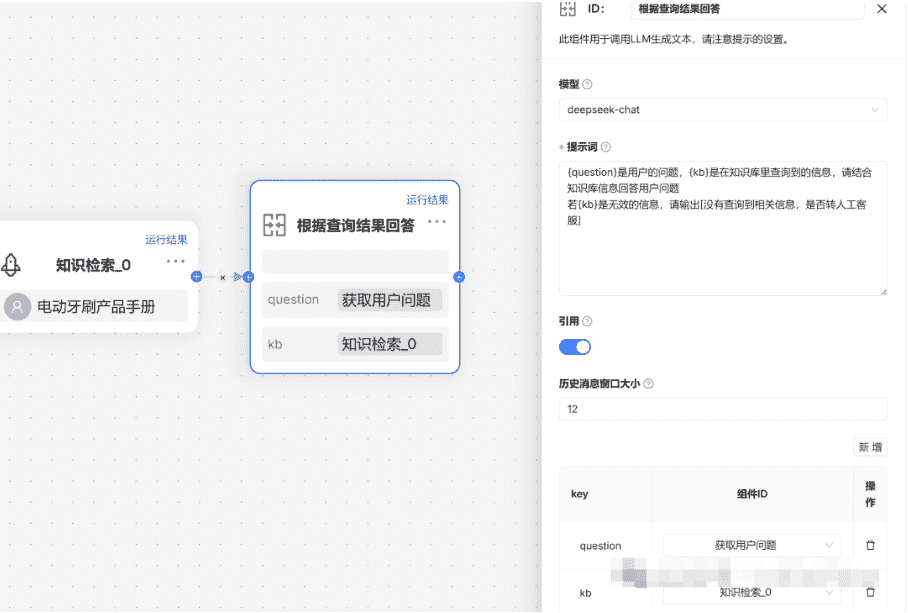 ID： 根据查询结果回答
此组件用于调用LLM生成文本，请注意提示的设置。
模型
deepseek-chat
* 提示词
{question}是用户的问题，{kb}是在知识库里查询到的信息，请结合
知识库信息回答用户问题
若{kb}是无效的信息，请输出[没有查询到相关信息，是否转人工客
服]
引用
历史消息窗口大小
12
新 增
key 组件ID 操作
question 获取用户问题
kb 知识检索_0
运行结果
知识检索_0
电动牙刷产品手册
运行结果
根据查询结果回答
question 获取用户问题
kb 知识检索_0